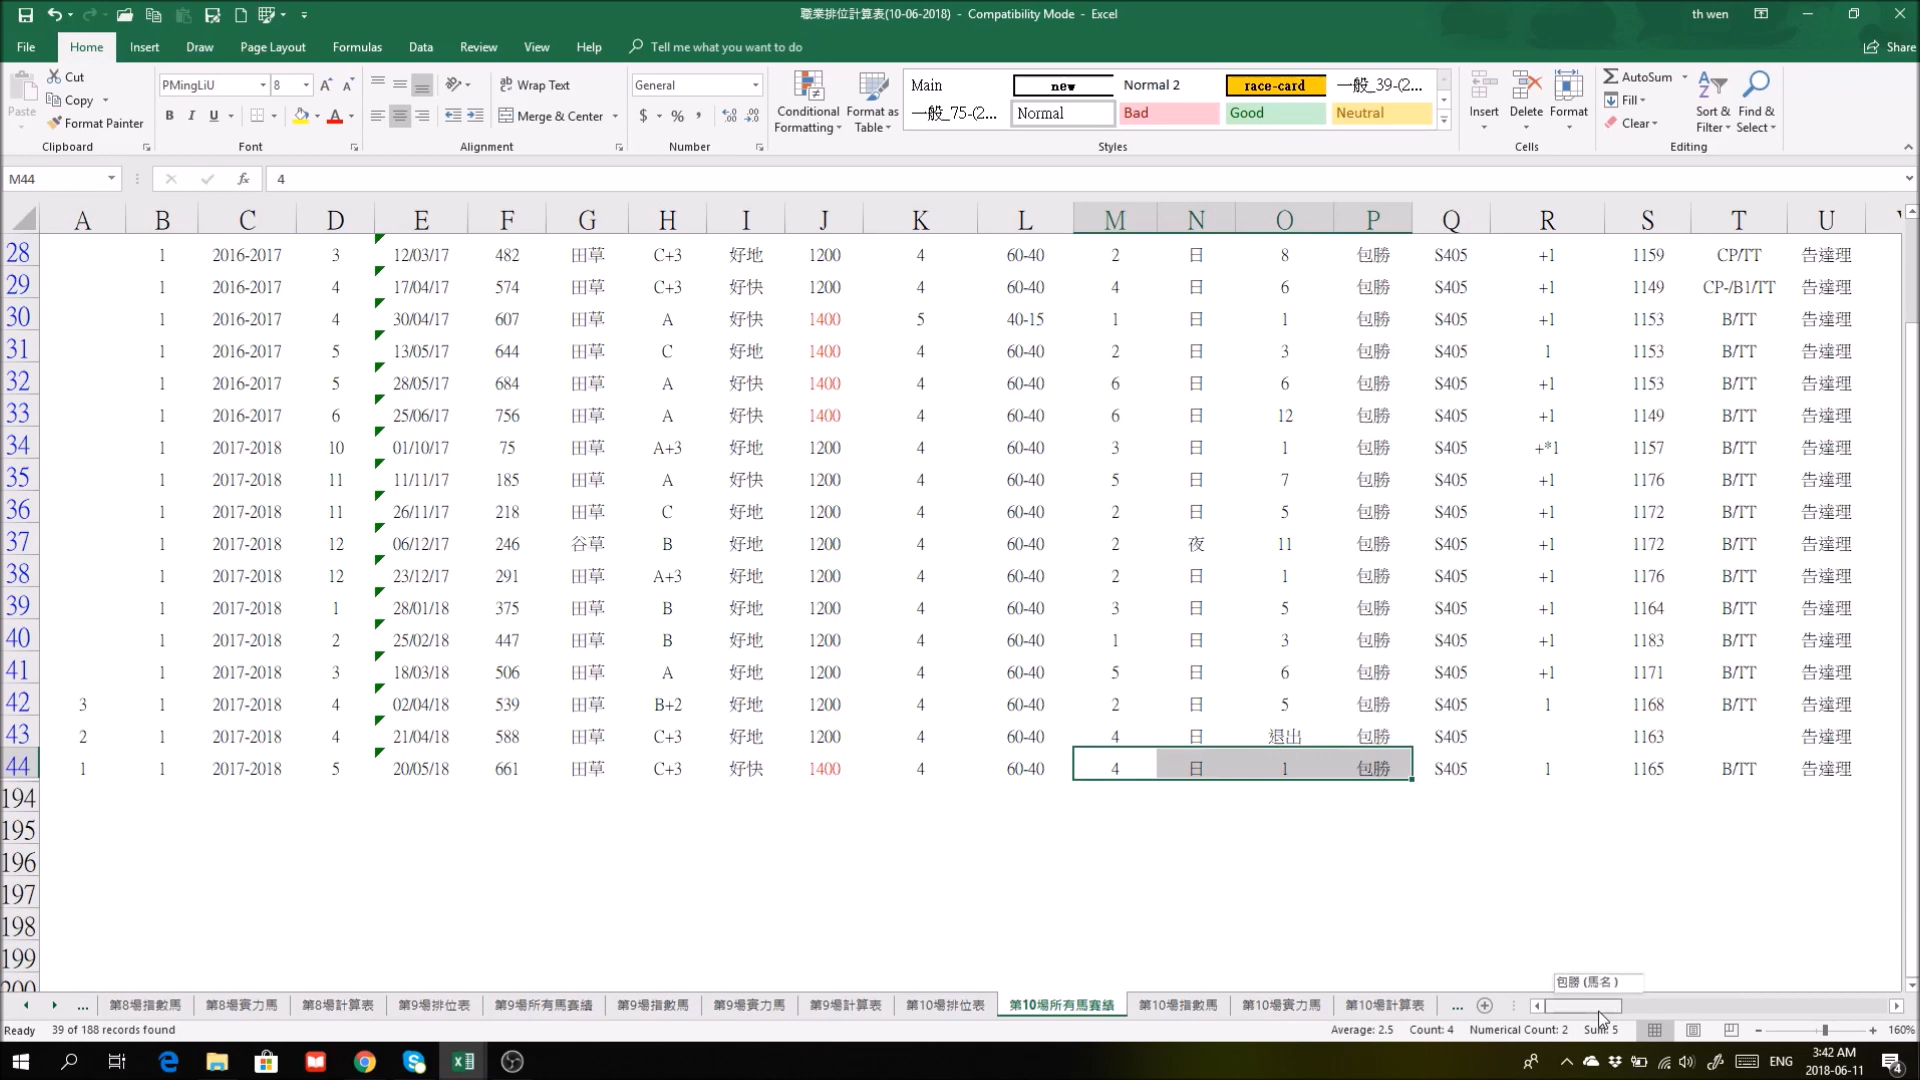 職業排位計算表(10-06-2018) - Compatibility Mode - Excel
th wen
File Home Insert Draw Page Layout Formulas Data Review View Help Tell me what you want to do Share
Paste
Cut
Copy
Format Painter
PMingLiU 8
B I U
Wrap Text
Merge & Center
General
$ % ,
Conditional Formatting
Format as Table
Main new Normal 2 race-card 一般_39-(2...
一般_75-(2... Normal Bad Good Neutral
Insert Delete Format
AutoSum
Fill
Clear
Sort & Filter
Find & Select
Clipboard Font Alignment Number Styles Cells Editing
M44 fx 4
A B C D E F G H I J K L M N O P Q R S T U
28 1 2016-2017 3 12/03/17 482 田草 C+3 好地 1200 4 60-40 2 日 8 包勝 S405 +1 1159 CP/TT 告達理
29 1 2016-2017 4 17/04/17 574 田草 C+3 好快 1200 4 60-40 4 日 6 包勝 S405 +1 1149 CP-/B1/TT 告達理
30 1 2016-2017 4 30/04/17 607 田草 A 好快 1400 5 40-15 1 日 1 包勝 S405 +1 1153 B/TT 告達理
31 1 2016-2017 5 13/05/17 644 田草 C 好地 1400 4 60-40 2 日 3 包勝 S405 1 1153 B/TT 告達理
32 1 2016-2017 5 28/05/17 684 田草 A 好快 1400 4 60-40 6 日 6 包勝 S405 +1 1153 B/TT 告達理
33 1 2016-2017 6 25/06/17 756 田草 A 好快 1400 4 60-40 6 日 12 包勝 S405 +1 1149 B/TT 告達理
34 1 2017-2018 10 01/10/17 75 田草 A+3 好地 1200 4 60-40 3 日 1 包勝 S405 +*1 1157 B/TT 告達理
35 1 2017-2018 11 11/11/17 185 田草 A 好快 1200 4 60-40 5 日 7 包勝 S405 +1 1176 B/TT 告達理
36 1 2017-2018 11 26/11/17 218 田草 C 好地 1200 4 60-40 2 日 5 包勝 S405 +1 1172 B/TT 告達理
37 1 2017-2018 12 06/12/17 246 谷草 B 好地 1200 4 60-40 2 夜 11 包勝 S405 +1 1172 B/TT 告達理
38 1 2017-2018 12 23/12/17 291 田草 A+3 好地 1200 4 60-40 2 日 1 包勝 S405 +1 1176 B/TT 告達理
39 1 2017-2018 1 28/01/18 375 田草 B 好地 1200 4 60-40 3 日 5 包勝 S405 +1 1164 B/TT 告達理
40 1 2017-2018 2 25/02/18 447 田草 B 好地 1200 4 60-40 1 日 3 包勝 S405 +1 1183 B/TT 告達理
41 1 2017-2018 3 18/03/18 506 田草 A 好地 1200 4 60-40 5 日 6 包勝 S405 +1 1171 B/TT 告達理
42 3 1 2017-2018 4 02/04/18 539 田草 B+2 好地 1200 4 60-40 2 日 5 包勝 S405 1 1168 B/TT 告達理
43 2 1 2017-2018 4 21/04/18 588 田草 C+3 好地 1200 4 60-40 4 日 退出 包勝 S405 1163 告達理
44 1 1 2017-2018 5 20/05/18 661 田草 C+3 好快 1400 4 60-40 4 日 1 包勝 S405 1 1165 B/TT 告達理
194
195
196
197
198
199
200
包勝 (馬名 )
... 第8場指數馬 第8場實力馬 第8場計算表 第9場排位表 第9場所有馬賽績 第9場指數馬 第9場實力馬 第9場計算表 第10場排位表 第10場所有馬賽績 第10場指數馬 第10場實力馬 第10場計算表 ...
Ready 39 of 188 records found Average: 2.5 Count: 4 Numerical Count: 2 Sum: 5 160%
ENG
3:42 AM
2018-06-11
4